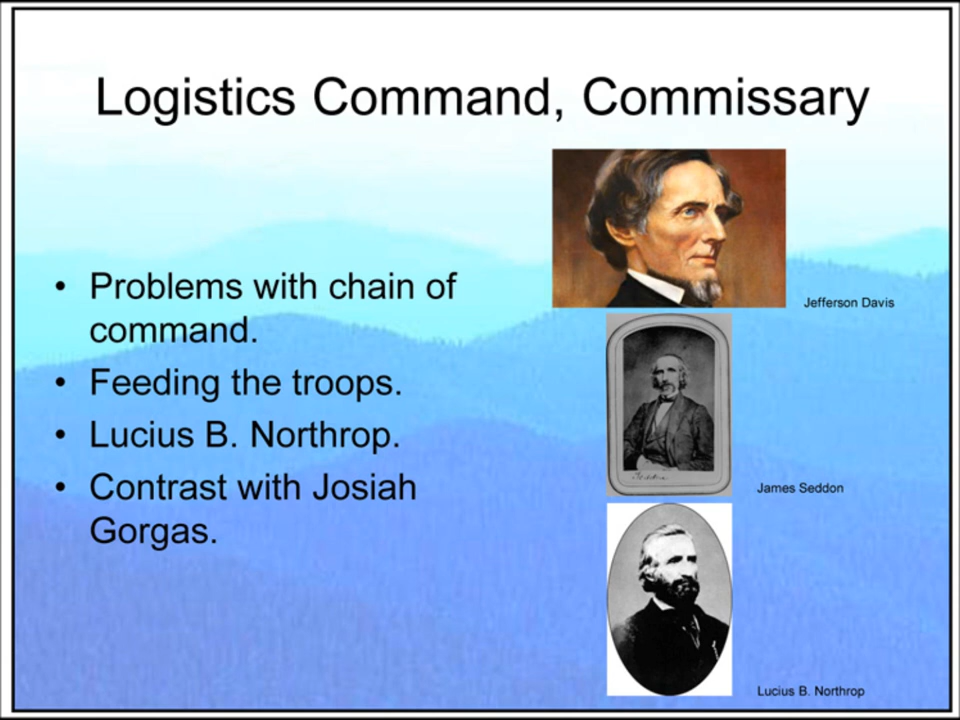 Logistics Command, Commissary
• Problems with chain of
command.
• Feeding the troops.
• Lucius B. Northrop.
• Contrast with Josiah
Gorgas.
Jefferson Davis
Seddon
James Seddon
Lucius B. Northrop